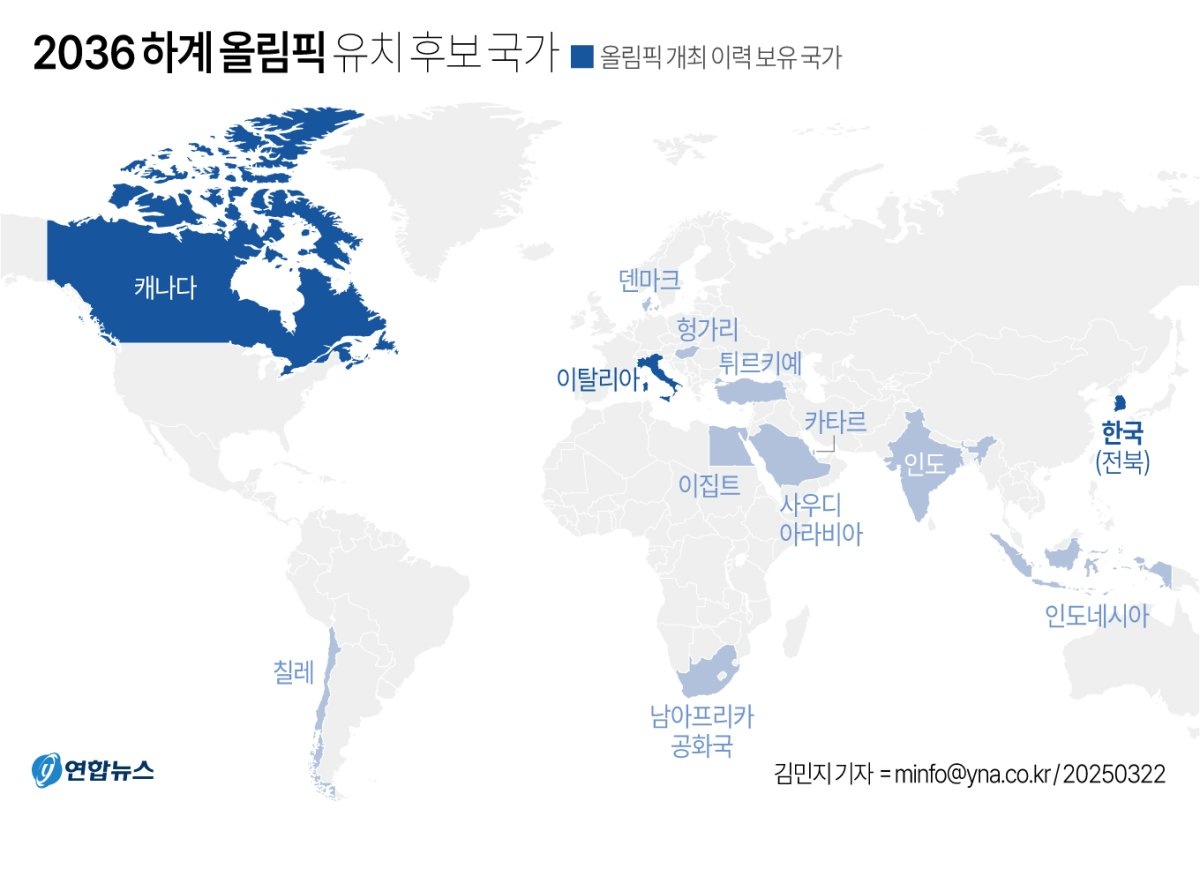 2036 하계 올림픽 유치 후보 국가
올림픽 개최 이력 보유 국가
캐나다
덴마크
헝가리
이탈리아
튀르키예
카타르
한국
(전북)
인도
이집트
사우디
아라비아
인도네시아
칠레
남아프리카
공화국
연합뉴스
김민지 기자 = minfo@yna.co.kr / 20250322